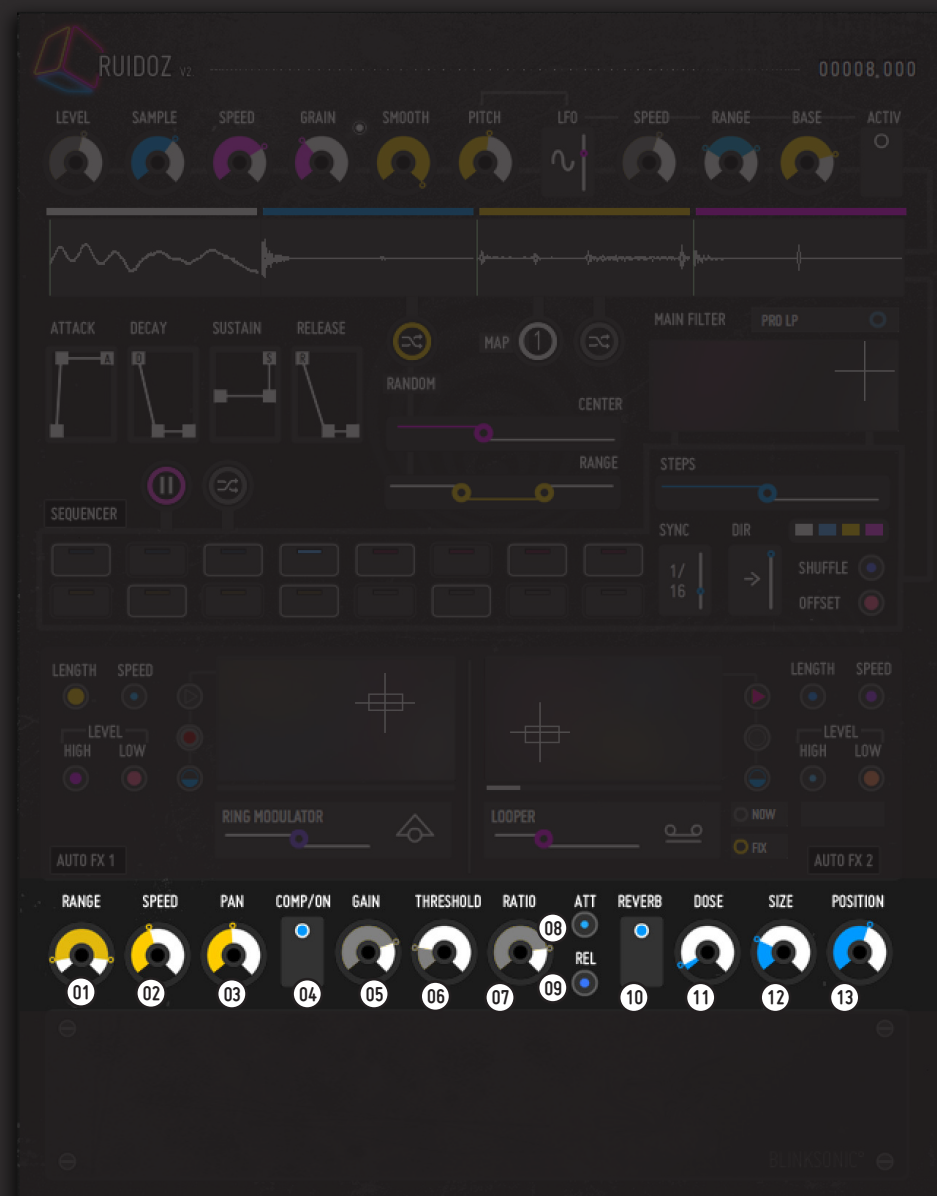 RUIDOZ V2
00008,000
LEVEL SAMPLE SPEED GRAIN SMOOTH PITCH LFO SPEED RANGE BASE ACTIV
ATTACK DECAY SUSTAIN RELEASE
A D S R
MAP 1
MAIN FILTER PRO LP
RANDOM
CENTER
RANGE
STEPS
SEQUENCER
SYNC DIR
1/
16
SHUFFLE
OFFSET
LENGTH SPEED
LEVEL
HIGH LOW
RING MODULATOR
AUTO FX 1
LOOPER
LENGTH SPEED
LEVEL
HIGH LOW
NOW
FIX
AUTO FX 2
RANGE SPEED PAN COMP/ON GAIN THRESHOLD RATIO ATT REVERB DOSE SIZE POSITION
REL
01 02 03 04 05 06 07 08 09 10 11 12 13
BLINKSONIC™